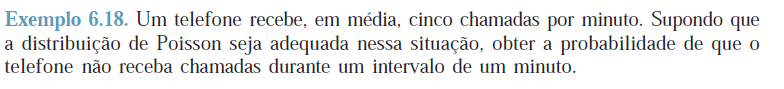 Exemplo 6.18. Um telefone recebe, em média, cinco chamadas por minuto. Supondo que
a distribuição de Poisson seja adequada nessa situação, obter a probabilidade de que o
telefone não receba chamadas durante um intervalo de um minuto.